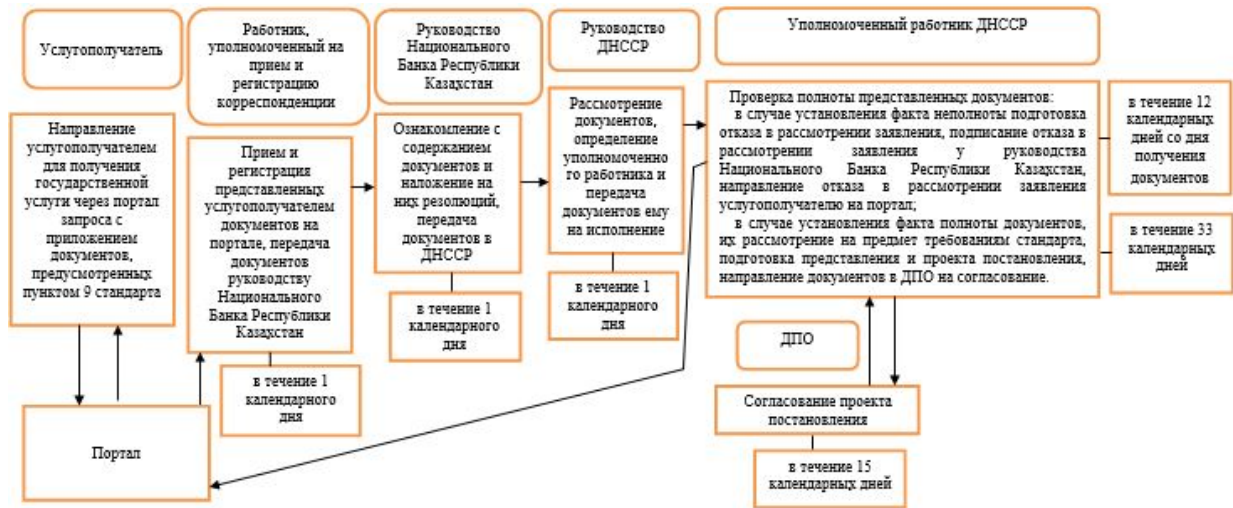 Услугополучатель
Работник,
уполномоченный на
прием и
регистрацию
корреспонденции
Руководство
Национального
Банка Республики
Казахстан
Руководство
ДНССР
Уполномоченный работник ДНССР
Направление
услугополучателем
для получения
государственной
услуги через портал
запроса с
приложением
документов,
предусмотренных
пунктом 9 стандарта
Прием и
регистрация
представленных
услугополучателем
документов на
портале, передача
документов
руководству
Национального
Банка Республики
Казахстан
Ознакомление с
содержанием
документов и
наложение на
них резолюций,
передача
документов в
ДНССР
Рассмотрение
документов,
определение
уполномоченно
го работника и
передача
документов ему
на исполнение
Проверка полноты представленных документов:
в случае установления факта неполноты подготовка
отказа в рассмотрении заявления, подписание отказа в
рассмотрении заявления у руководства
Национального Банка Республики Казахстан,
направление отказа в рассмотрении заявления
услугополучателю на портал;
в случае установления факта полноты документов,
их рассмотрение на предмет требованиям стандарта,
подготовка представления и проекта постановления,
направление документов в ДПО на согласование.
в течение 12
календарных
дней со дня
получения
документов
в течение 33
календарных
дней
в течение 1
календарного
дня
в течение 1
календарного
дня
в течение 1
календарного
дня
ДПО
Согласование проекта
постановления
в течение 15
календарных дней
Портал